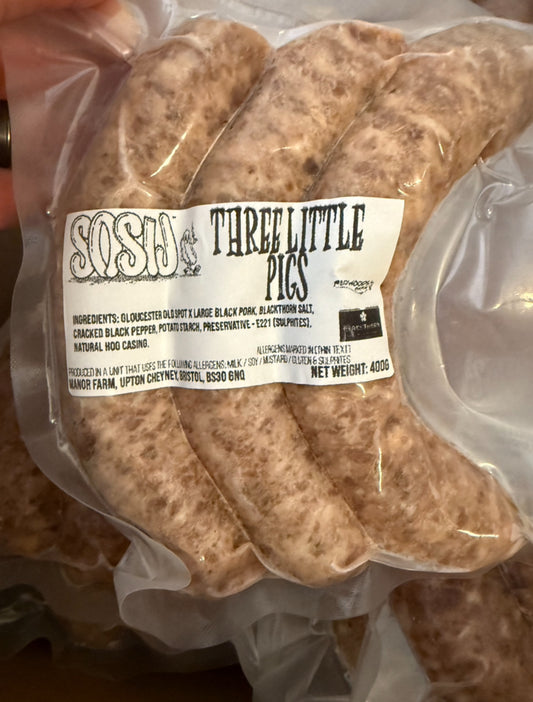 SOSIJ
THREE LITTLE
PIGS
INGREDIENTS: GLOUCESTER OLD SPOT X LARGE BLACK PORK, BLACKTHORN SALT,
CRACKED BLACK PEPPER, POTATO STARCH, PRESERVATIVE - E221 (SULPHITES),
NATURAL HOG CASING.
BLACKTHORN
ALLERGENS MARKED IN (THIN TEXT)
PRODUCED IN A UNIT THAT USES THE FOLLOWING ALLERGENS: MILK / SOY / MUSTARD / GLUTEN & SULPHITES
MANOR FARM, UPTON CHEYNEY, BRISTOL, BS30 6NQ
NET WEIGHT: 400G